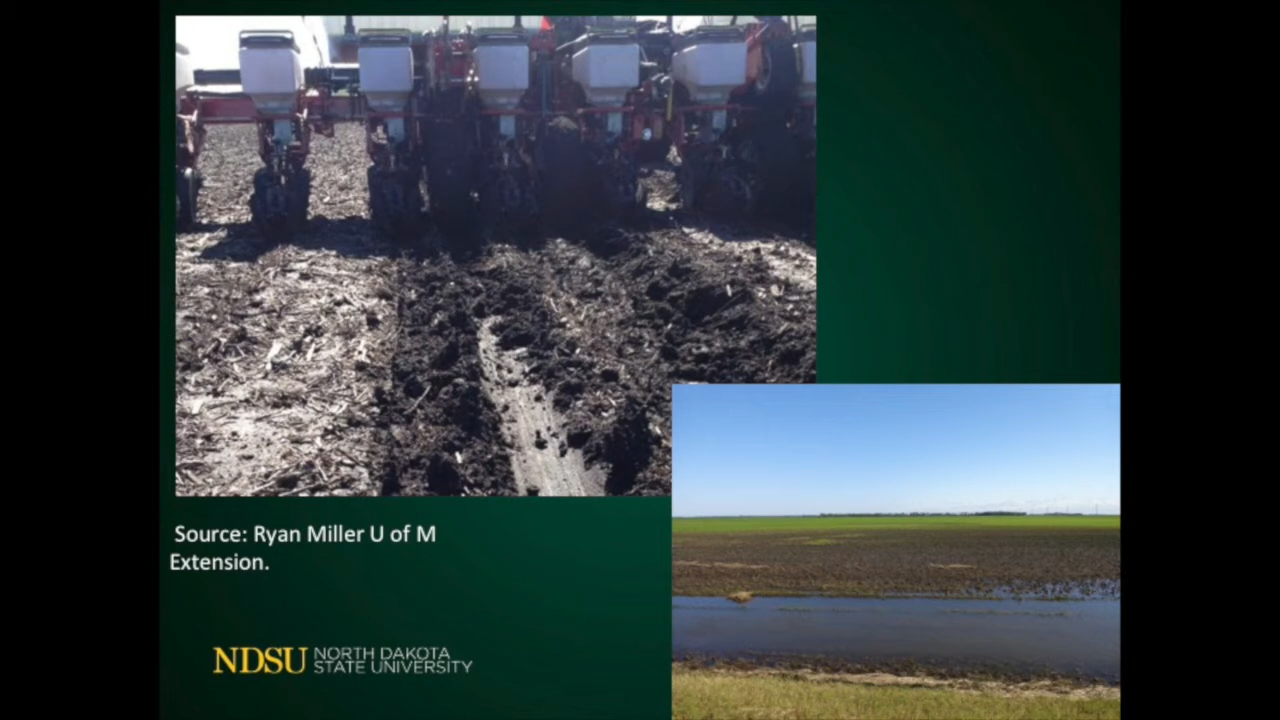 Source: Ryan Miller U of M
Extension.
NDSU NORTH DAKOTA
STATE UNIVERSITY